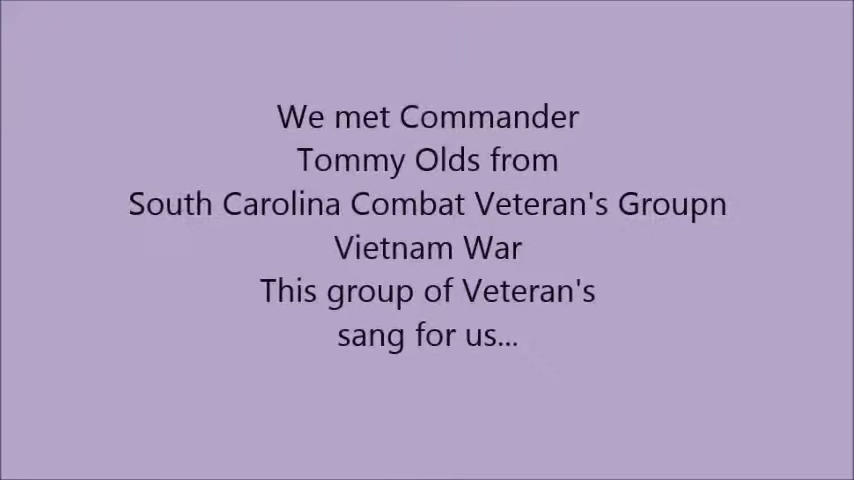 We met Commander
Tommy Olds from
South Carolina Combat Veteran's Groupn
Vietnam War
This group of Veteran's
sang for us...